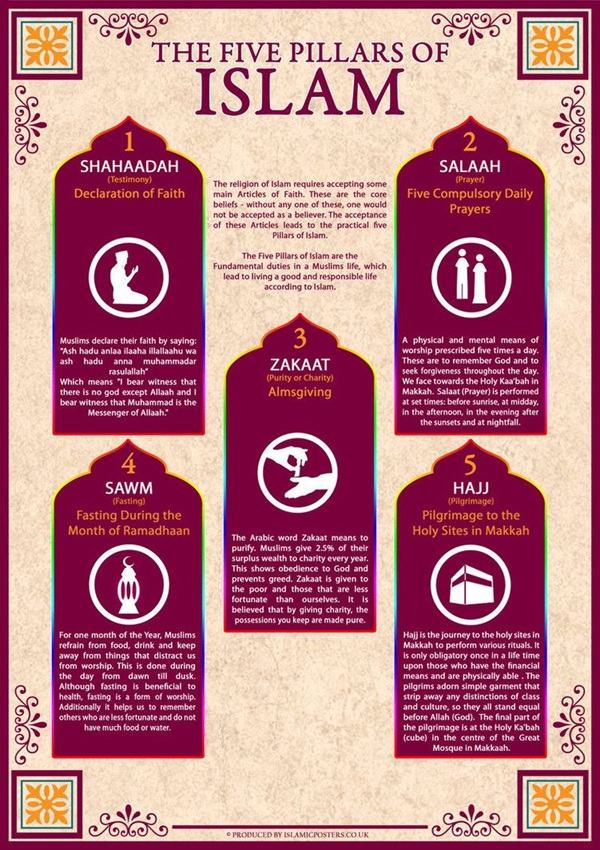 THE FIVE PILLARS OF
ISLAM
1
SHAHAADAH
(Testimony)
Declaration of Faith
Muslims declare their faith by saying:
"Ash hadu anlaa ilaaha illallaahu wa
ash hadu anna muhammadar
rasulallah"
Which means "I bear witness that
there is no god except Allaah and I
bear witness that Muhammad is the
Messenger of Allaah."
The religion of Islam requires accepting some
main Articles of Faith. These are the core
beliefs - without any one of these, one would
not be accepted as a believer. The acceptance
of these Articles leads to the practical five
Pillars of Islam.
The Five Pillars of Islam are the
Fundamental duties in a Muslims life, which
lead to living a good and responsible life
according to Islam.
2
SALAAH
(Prayer)
Five Compulsory Daily
Prayers
A physical and mental means of
worship prescribed five times a day.
These are to remember God and to
seek forgiveness throughout the day.
We face towards the Holy Kaa'bah in
Makkah. Salaat (Prayer) is performed
at set times: before sunrise, at midday,
in the afternoon, in the evening after
the sunsets and at nightfall.
3
ZAKAAT
(Purity or Charity)
Almsgiving
The Arabic word Zakaat means to
purify. Muslims give 2.5% of their
surplus wealth to charity every year.
This shows obedience to God and
prevents greed. Zakaat is given to
the poor and those that are less
fortunate than ourselves. It is
believed that by giving charity, the
possessions you keep are made pure.
4
SAWM
(Fasting)
Fasting During the
Month of Ramadhaan
For one month of the Year, Muslims
refrain from food, drink and keep
away from things that distract us
from worship. This is done during
the day from dawn till dusk.
Although fasting is beneficial to
health, fasting is a form of worship.
Additionally it helps us to remember
others who are less fortunate and do not
have much food or water.
5
HAJJ
(Pilgrimage)
Pilgrimage to the
Holy Sites in Makkah
Hajj is the journey to the holy sites in
Makkah to perform various rituals. It
is only obligatory once in a life time
upon those who have the financial
means and are physically able . The
pilgrims adorn simple garment that
strip away any distinctions of class
and culture, so they all stand equal
before Allah (God). The final part of
the pilgrimage is at the Holy Ka'bah
(cube) in the centre of the Great
Mosque in Makkaah.
© PRODUCED BY ISLAMICPOSTERS.CO.UK